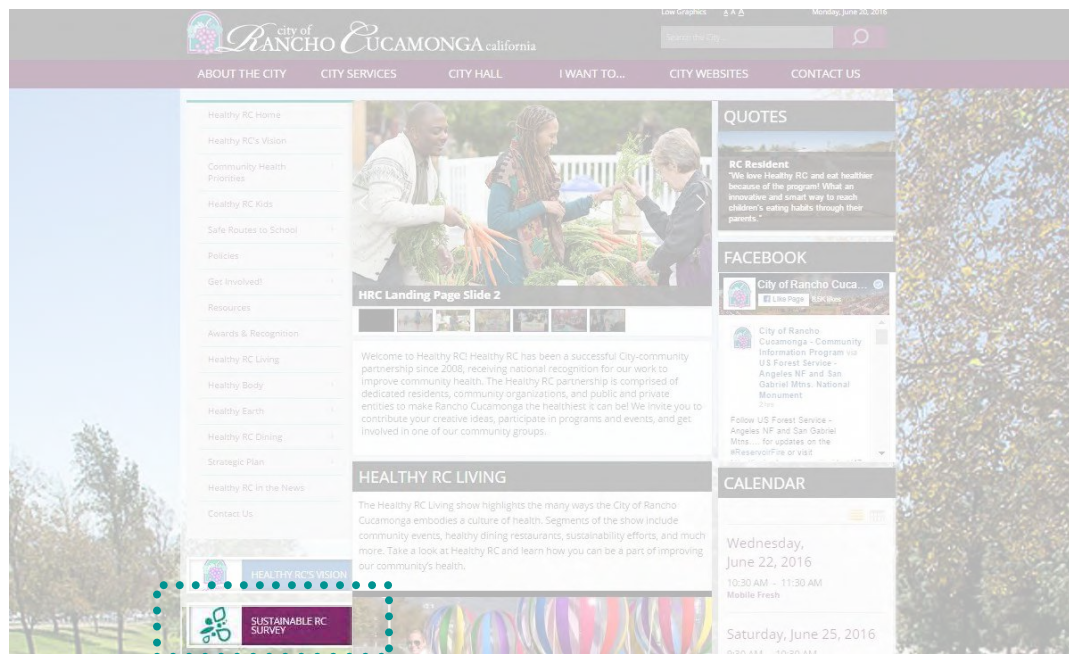 Low Graphics A A A Monday, June 20, 2016
city of
RANCHO CUCAMONGA california
Search the City...
ABOUT THE CITY CITY SERVICES CITY HALL I WANT TO... CITY WEBSITES CONTACT US
Healthy RC Home
Healthy RC's Vision
Community Health
Priorities
Healthy RC Kids
Safe Routes to School
Policies
Get Involved!
Resources
Awards & Recognition
Healthy RC Living
Healthy Body
Healthy Earth
Healthy RC Dining
Strategic Plan
Healthy RC in the News
Contact Us
HEALTHY RC'S VISION
SUSTAINABLE RC
SURVEY
HRC Landing Page Slide 2
Welcome to Healthy RC! Healthy RC has been a successful City-community
partnership since 2008, receiving national recognition for our work to
improve community health. The Healthy RC partnership is comprised of
dedicated residents, community organizations, and public and private
entities to make Rancho Cucamonga the healthiest it can be! We invite you to
contribute your creative ideas, participate in programs and events, and get
involved in one of our community groups.
HEALTHY RC LIVING
The Healthy RC Living show highlights the many ways the City of Rancho
Cucamonga embodies a culture of health. Segments of the show include
community events, healthy dining restaurants, sustainability efforts, and much
more. Take a look at Healthy RC and learn how you can be a part of improving
our community's health.
QUOTES
RC Resident
"We love Healthy RC and eat healthier
because of the program! What an
innovative and smart way to reach
children's eating habits through their
parents."
FACEBOOK
City of Rancho Cuca...
Like Page 8.5K likes
City of Rancho
Cucamonga - Community
Information Program via
US Forest Service -
Angeles NF and San
Gabriel Mtns. National
Monument
Follow US Forest Service -
Angeles NF and San Gabriel
Mtns.... for updates on the
#ReservoirFire or visit
CALENDAR
Wednesday,
June 22, 2016
10:30 AM - 11:30 AM
Mobile Fresh
Saturday, June 25, 2016
9:30 AM - 10:30 AM